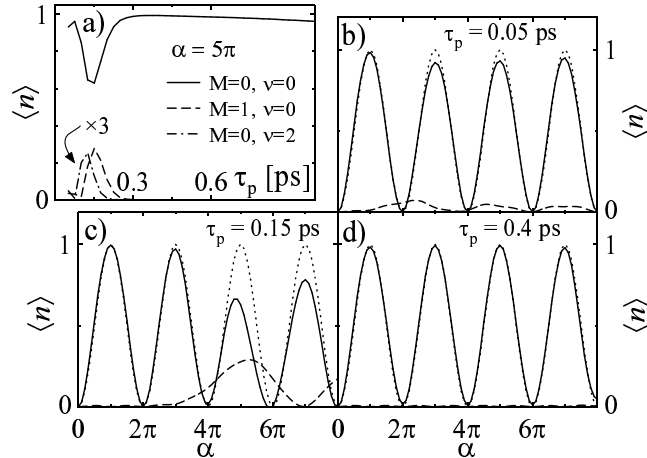 a)
1
⟨n⟩
0
α = 5π
M=0, ν=0
M=1, ν=0
M=0, ν=2
×3
0.3
0.6
τp [ps]
b)
τp = 0.05 ps
1
⟨n⟩
0
c)
τp = 0.15 ps
1
⟨n⟩
0
0
2π
4π
6π
α
d)
τp = 0.4 ps
1
⟨n⟩
0
0
2π
4π
6π
α